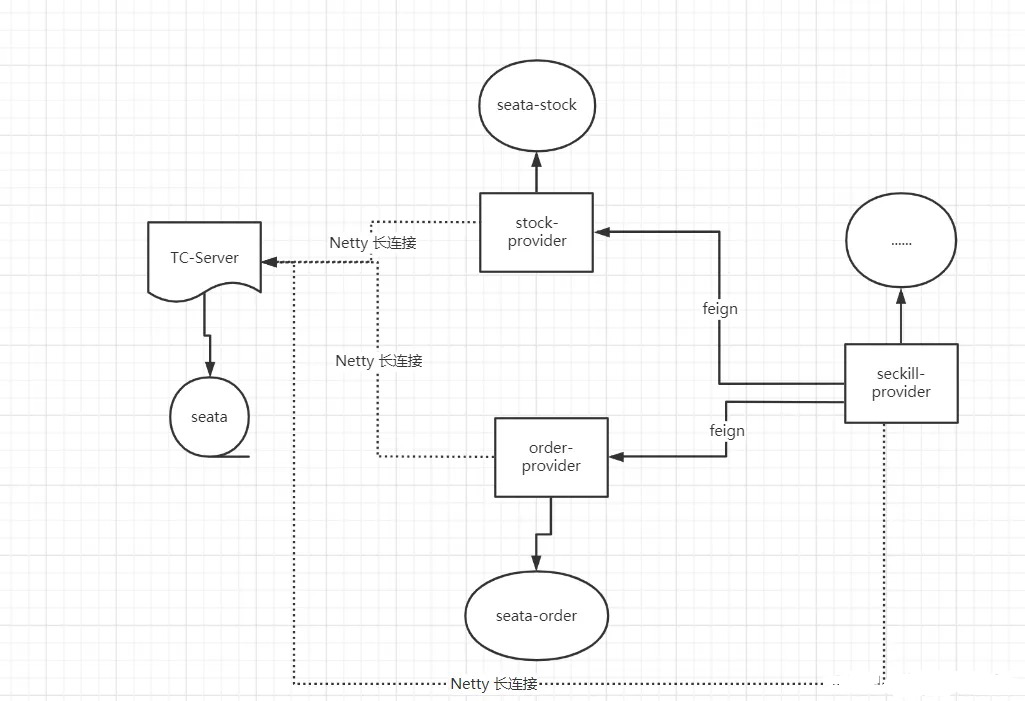 seata-stock
stock-
provider
Netty 长连接
TC-Server
......
feign
Netty 长连接
seckill-
provider
seata
feign
order-
provider
seata-order
Netty 长连接